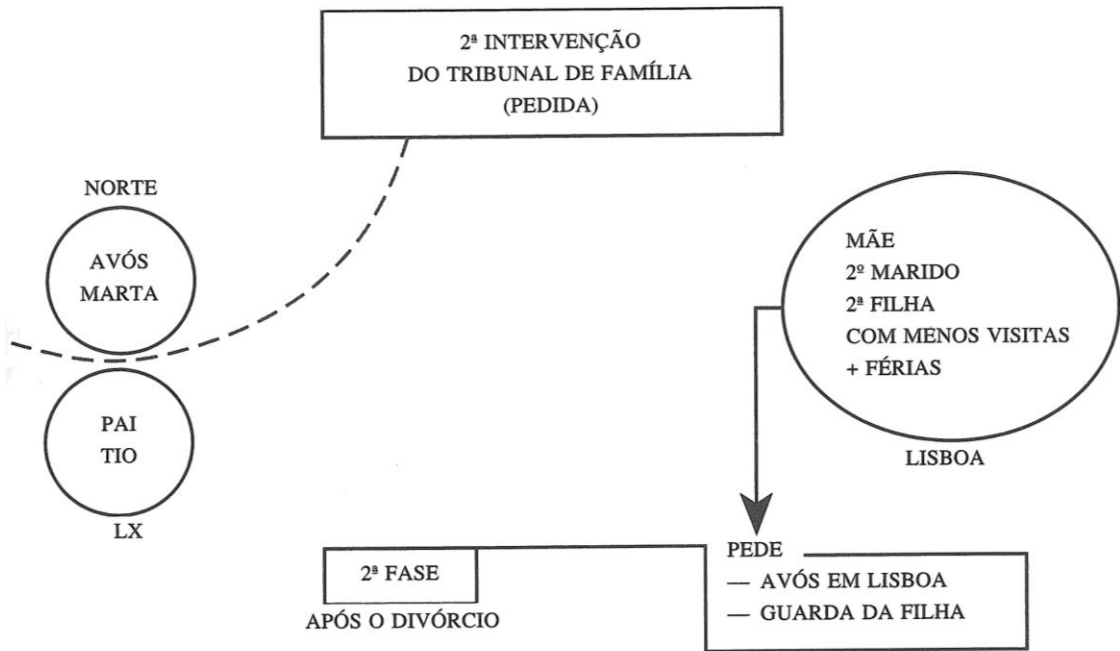 2ª INTERVENÇÃO
DO TRIBUNAL DE FAMÍLIA
(PEDIDA)
NORTE
AVÓS
MARTA
PAI
TIO
LX
MÃE
2º MARIDO
2ª FILHA
COM MENOS VISITAS
+ FÉRIAS
LISBOA
2ª FASE
APÓS O DIVÓRCIO
PEDE
— AVÓS EM LISBOA
— GUARDA DA FILHA